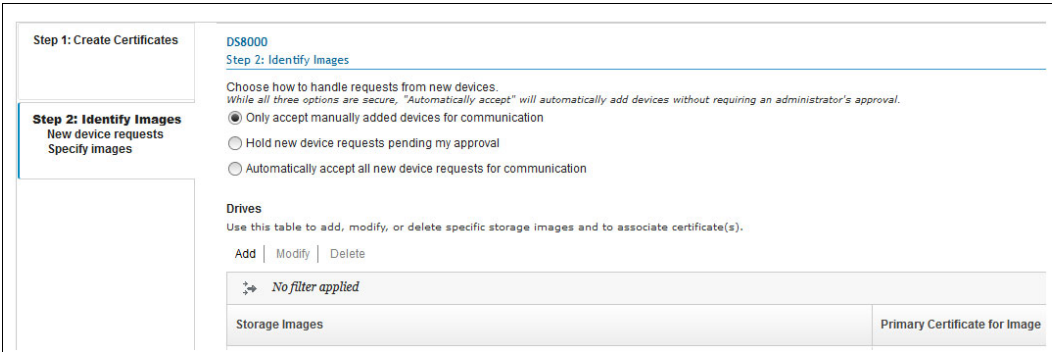 Step 1: Create Certificates
Step 2: Identify Images
New device requests
Specify images
DS8000
Step 2: Identify Images
Choose how to handle requests from new devices.
While all three options are secure, "Automatically accept" will automatically add devices without requiring an administrator's approval.
Only accept manually added devices for communication
Hold new device requests pending my approval
Automatically accept all new device requests for communication
Drives
Use this table to add, modify, or delete specific storage images and to associate certificate(s).
Add | Modify | Delete
No filter applied
Storage Images Primary Certificate for Image